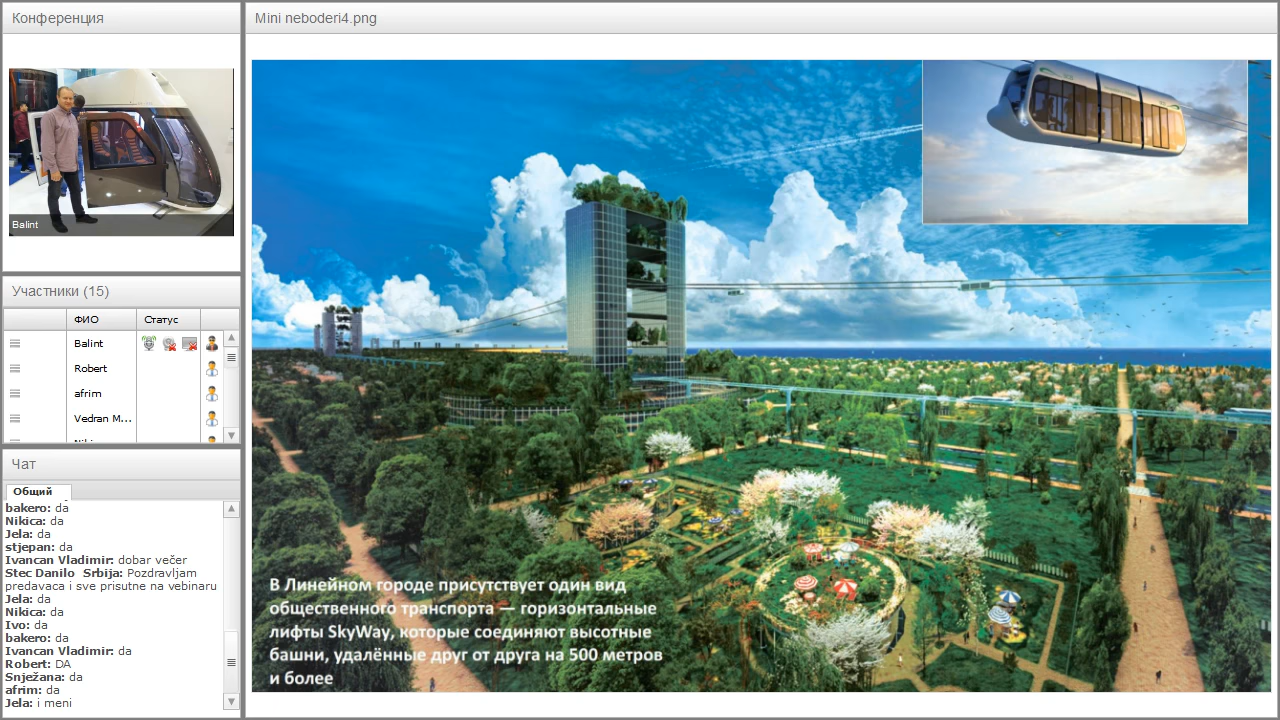 Конференция
Balint
Участники (15)
ФИО
Статус
Balint
Robert
afrim
Vedran M...
Чат
Общий
bakero: da
Nikica: da
Jela: da
stjepan: da
Ivancan Vladimir: dobar večer
Stec Danilo Srbija: Pozdravljam
predavaca i sve prisutne na vebinaru
Jela: da
Nikica: da
Ivo: da
bakero: da
Ivancan Vladimir: da
Robert: DA
Snježana: da
afrim: da
Jela: i meni
Mini neboderi4.png
В Линейном городе присутствует один вид
общественного транспорта — горизонтальные
лифты SkyWay, которые соединяют высотные
башни, удалённые друг от друга на 500 метров
и более